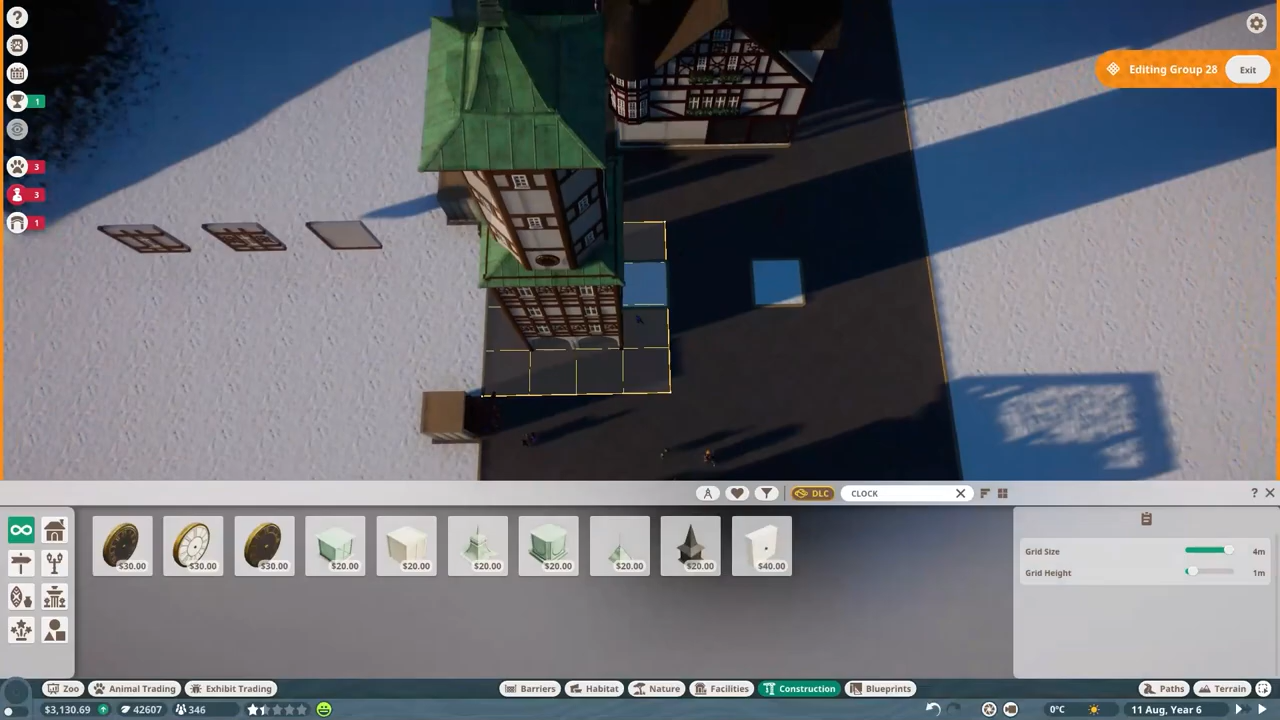 ?
Editing Group 28
Exit
1
3
3
1
DLC
CLOCK
?
$30.00
$30.00
$30.00
$20.00
$20.00
$20.00
$20.00
$20.00
$20.00
$40.00
Grid Size
4m
Grid Height
1m
Zoo
Animal Trading
Exhibit Trading
Barriers
Habitat
Nature
Facilities
Construction
Blueprints
Paths
Terrain
$3,130.69
42607
346
0°C
11 Aug, Year 6